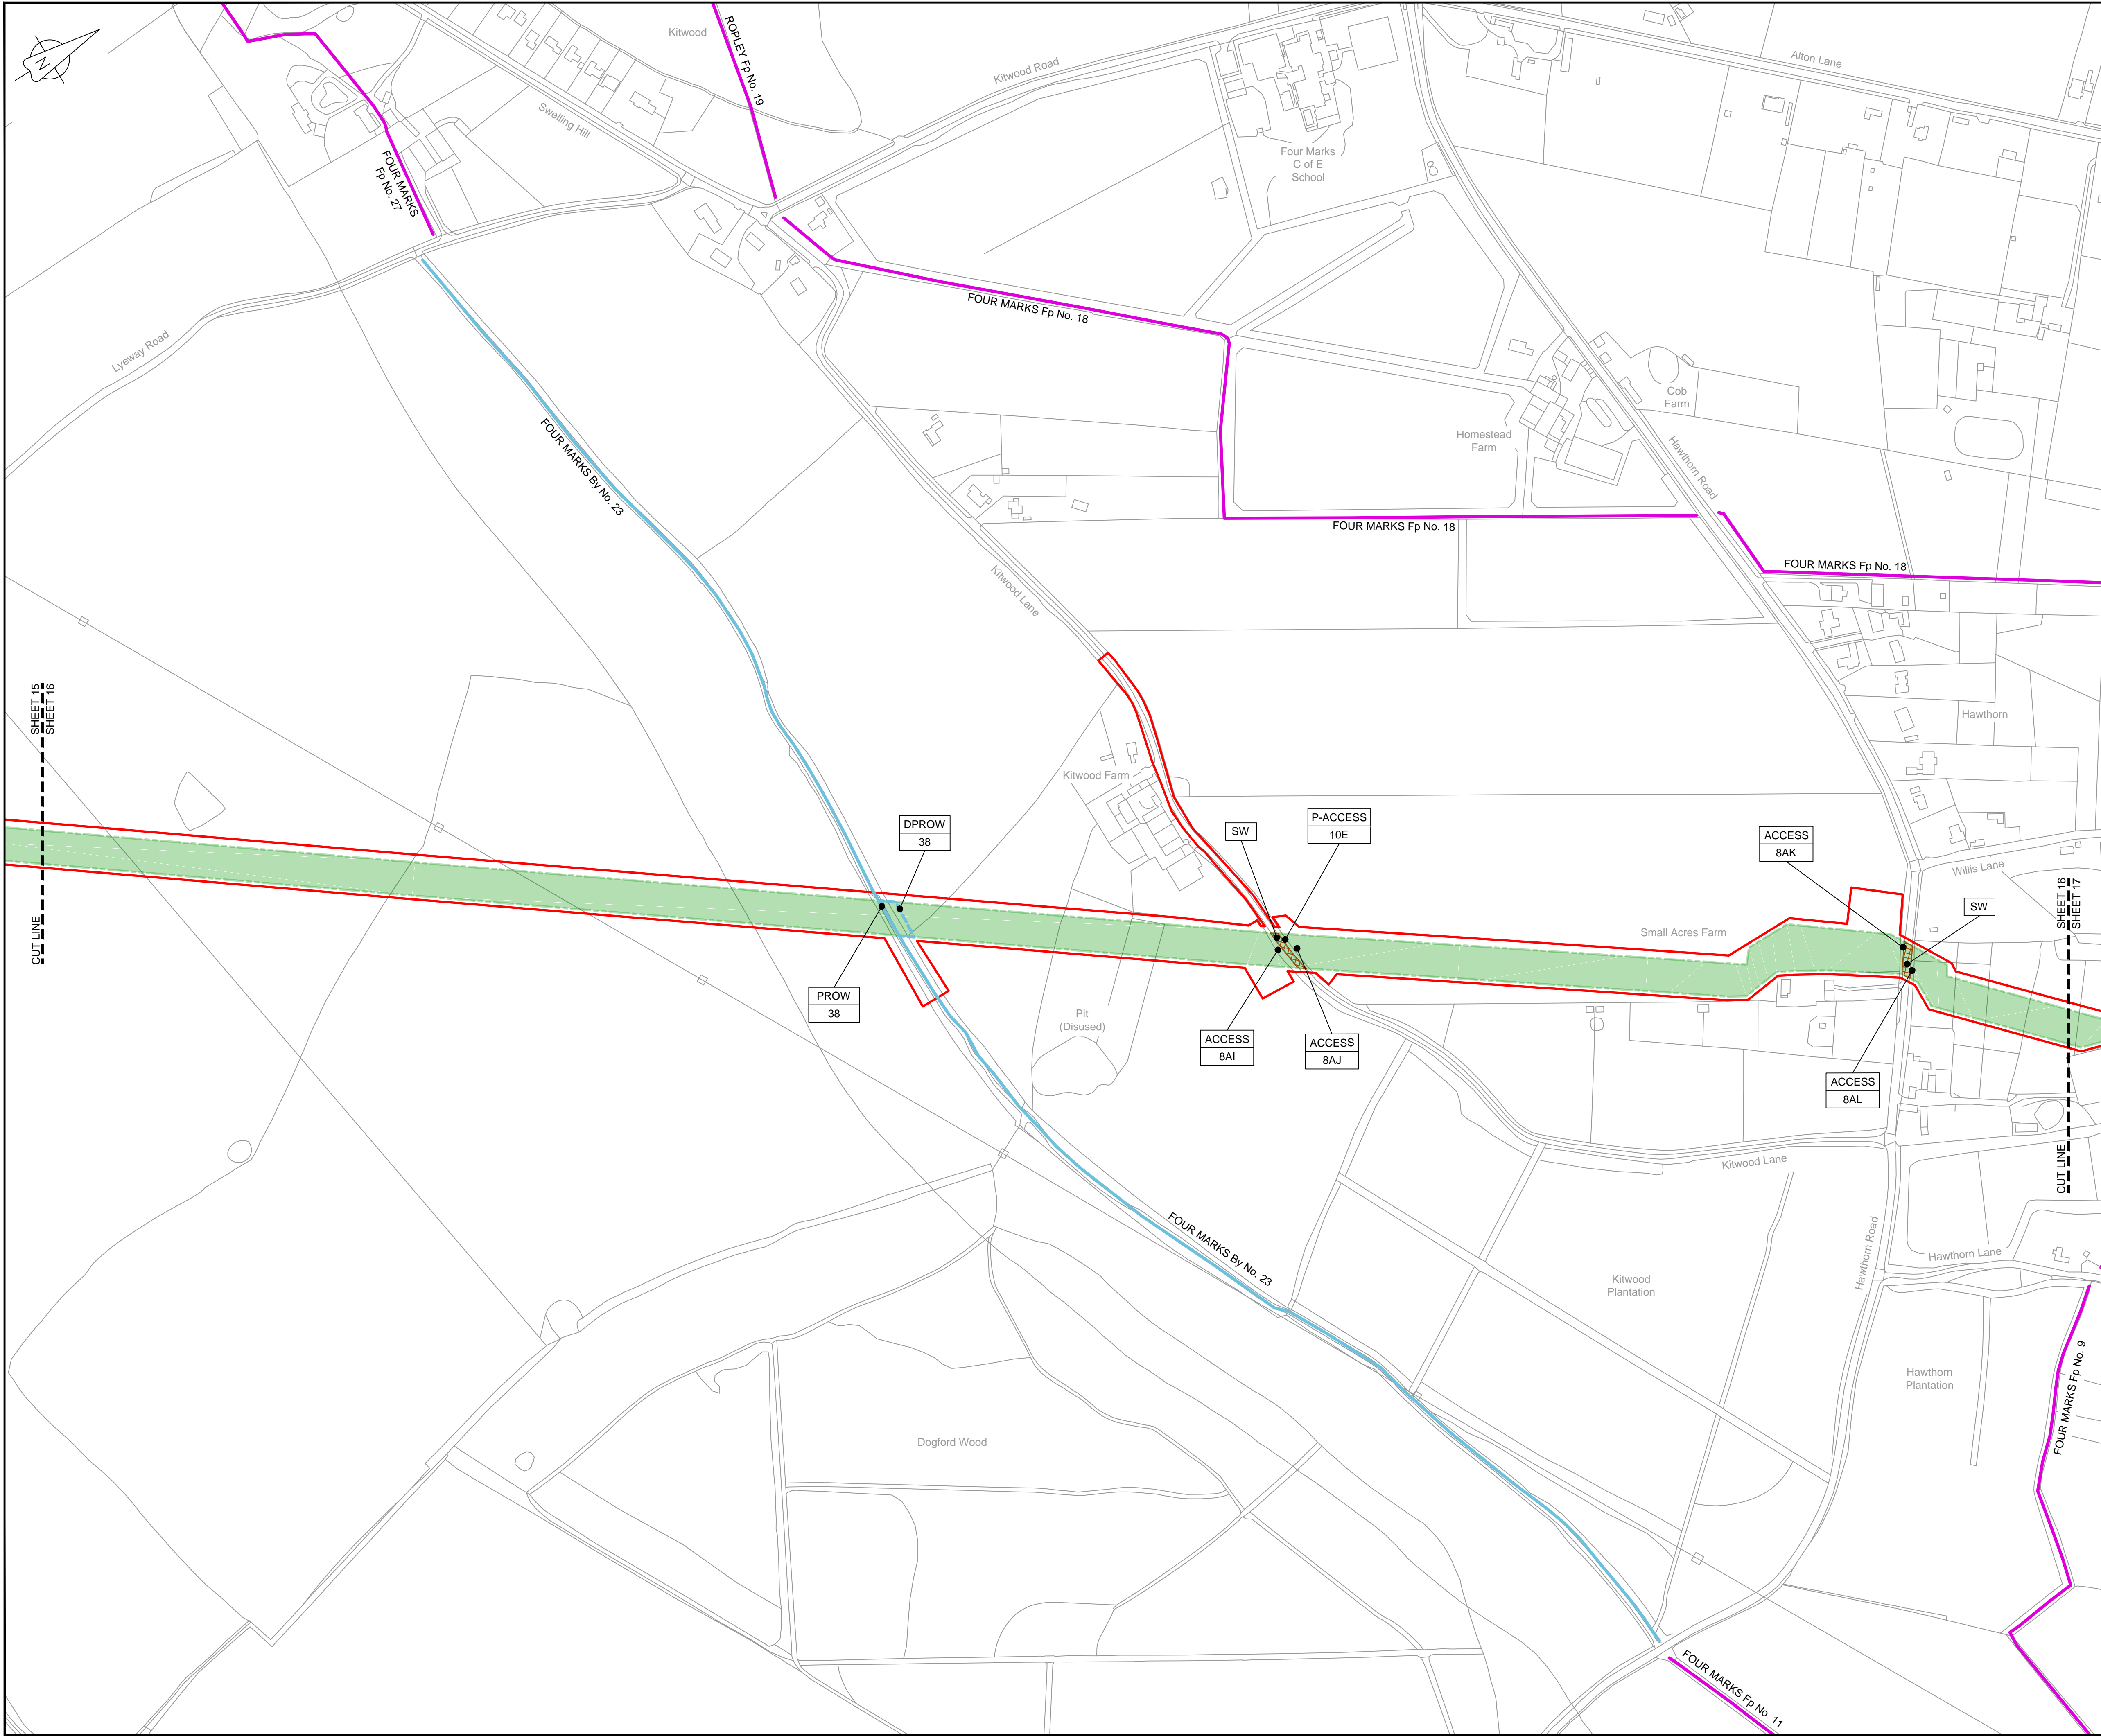 N
Kitwood
ROPLEY Fp No. 19
Kitwood Road
Alton Lane
Swelling Hill
FOUR MARKS
Fp No. 27
Four Marks
C of E
School
Lyeway Road
FOUR MARKS Fp No. 18
FOUR MARKS By No. 23
Cob
Farm
Homestead
Farm
Hawthorn Road
FOUR MARKS Fp No. 18
FOUR MARKS Fp No. 18
Kitwood Lane
SHEET 15
SHEET 16
CUT LINE
Hawthorn
Kitwood Farm
DPROW
38
SW
P-ACCESS
10E
ACCESS
8AK
Willis Lane
SHEET 16
SHEET 17
CUT LINE
SW
Small Acres Farm
PROW
38
Pit
(Disused)
ACCESS
8AI
ACCESS
8AJ
ACCESS
8AL
Kitwood Lane
FOUR MARKS By No. 23
Hawthorn Road
Hawthorn Lane
Kitwood
Plantation
Hawthorn
Plantation
FOUR MARKS Fp No. 9
Dogford Wood
FOUR MARKS Fp No. 11